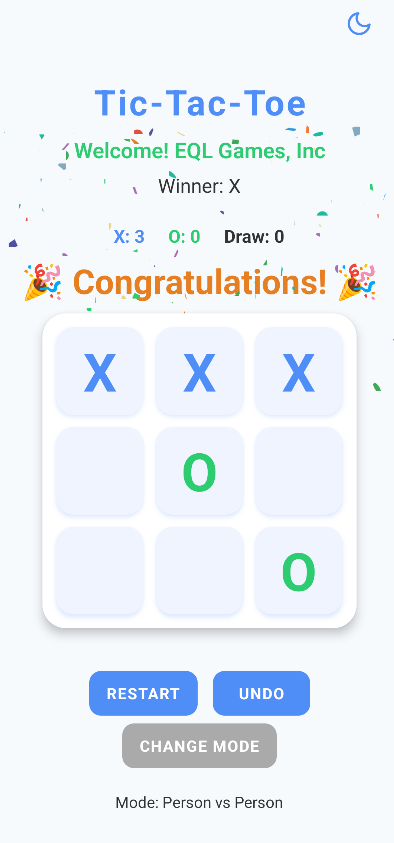 Tic-Tac-Toe
Welcome! EQL Games, Inc
Winner: X
X: 3 O: 0 Draw: 0
🎉 Congratulations! 🎉
X X X
O
O
RESTART UNDO
CHANGE MODE
Mode: Person vs Person